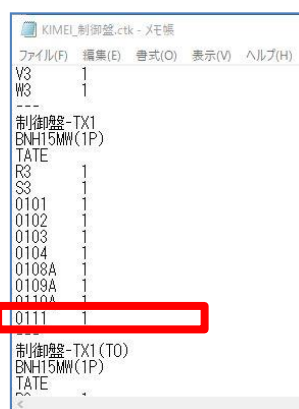 KIMEI_制御盤.ctk - メモ帳
ファイル(F) 編集(E) 書式(O) 表示(V) ヘルプ(H)
V3 1
W3 1
---
制御盤-TX1
BNH15MW(1P)
TATE
R3 1
S3 1
0101 1
0102 1
0103 1
0104 1
0108A 1
0109A 1
0110A 1
0111 1
制御盤-TX1(TO)
BNH15MW(1P)
TATE